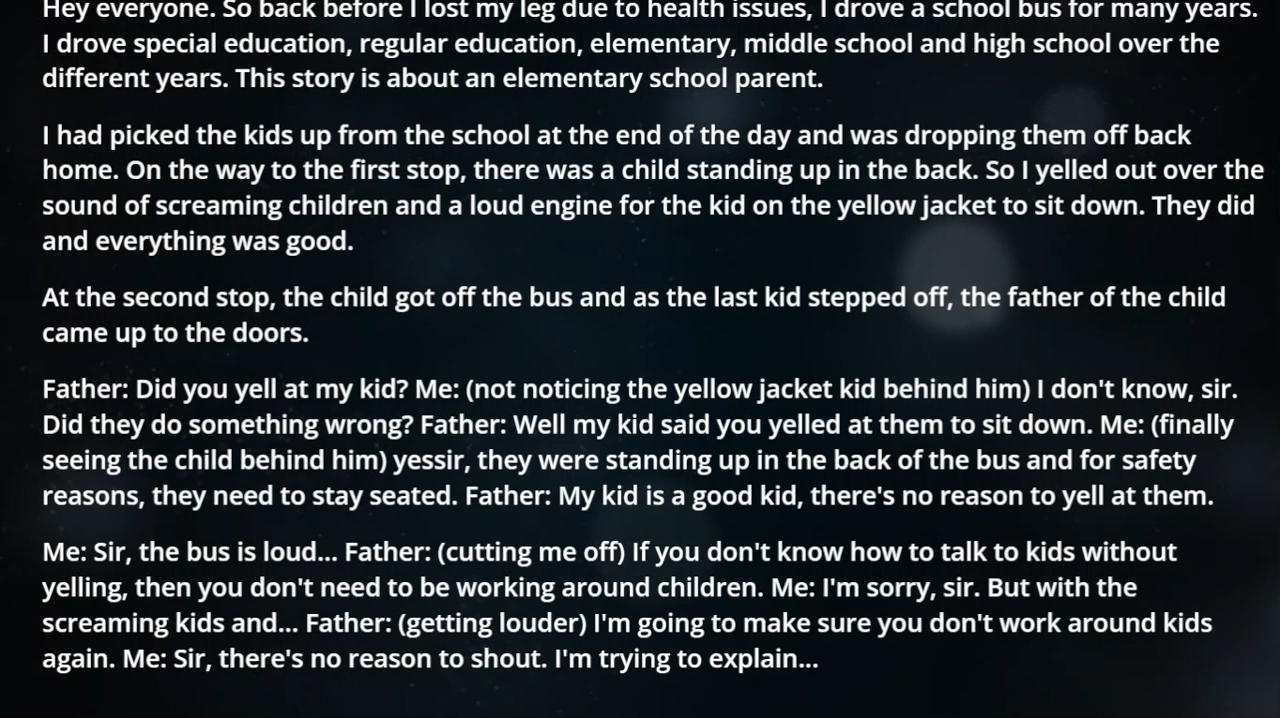 Hey everyone. So back before I lost my leg due to health issues, I drove a school bus for many years.
I drove special education, regular education, elementary, middle school and high school over the
different years. This story is about an elementary school parent.
I had picked the kids up from the school at the end of the day and was dropping them off back
home. On the way to the first stop, there was a child standing up in the back. So I yelled out over the
sound of screaming children and a loud engine for the kid on the yellow jacket to sit down. They did
and everything was good.
At the second stop, the child got off the bus and as the last kid stepped off, the father of the child
came up to the doors.
Father: Did you yell at my kid? Me: (not noticing the yellow jacket kid behind him) I don't know, sir.
Did they do something wrong? Father: Well my kid said you yelled at them to sit down. Me: (finally
seeing the child behind him) yessir, they were standing up in the back of the bus and for safety
reasons, they need to stay seated. Father: My kid is a good kid, there's no reason to yell at them.
Me: Sir, the bus is loud... Father: (cutting me off) If you don't know how to talk to kids without
yelling, then you don't need to be working around children. Me: I'm sorry, sir. But with the
screaming kids and... Father: (getting louder) I'm going to make sure you don't work around kids
again. Me: Sir, there's no reason to shout. I'm trying to explain...